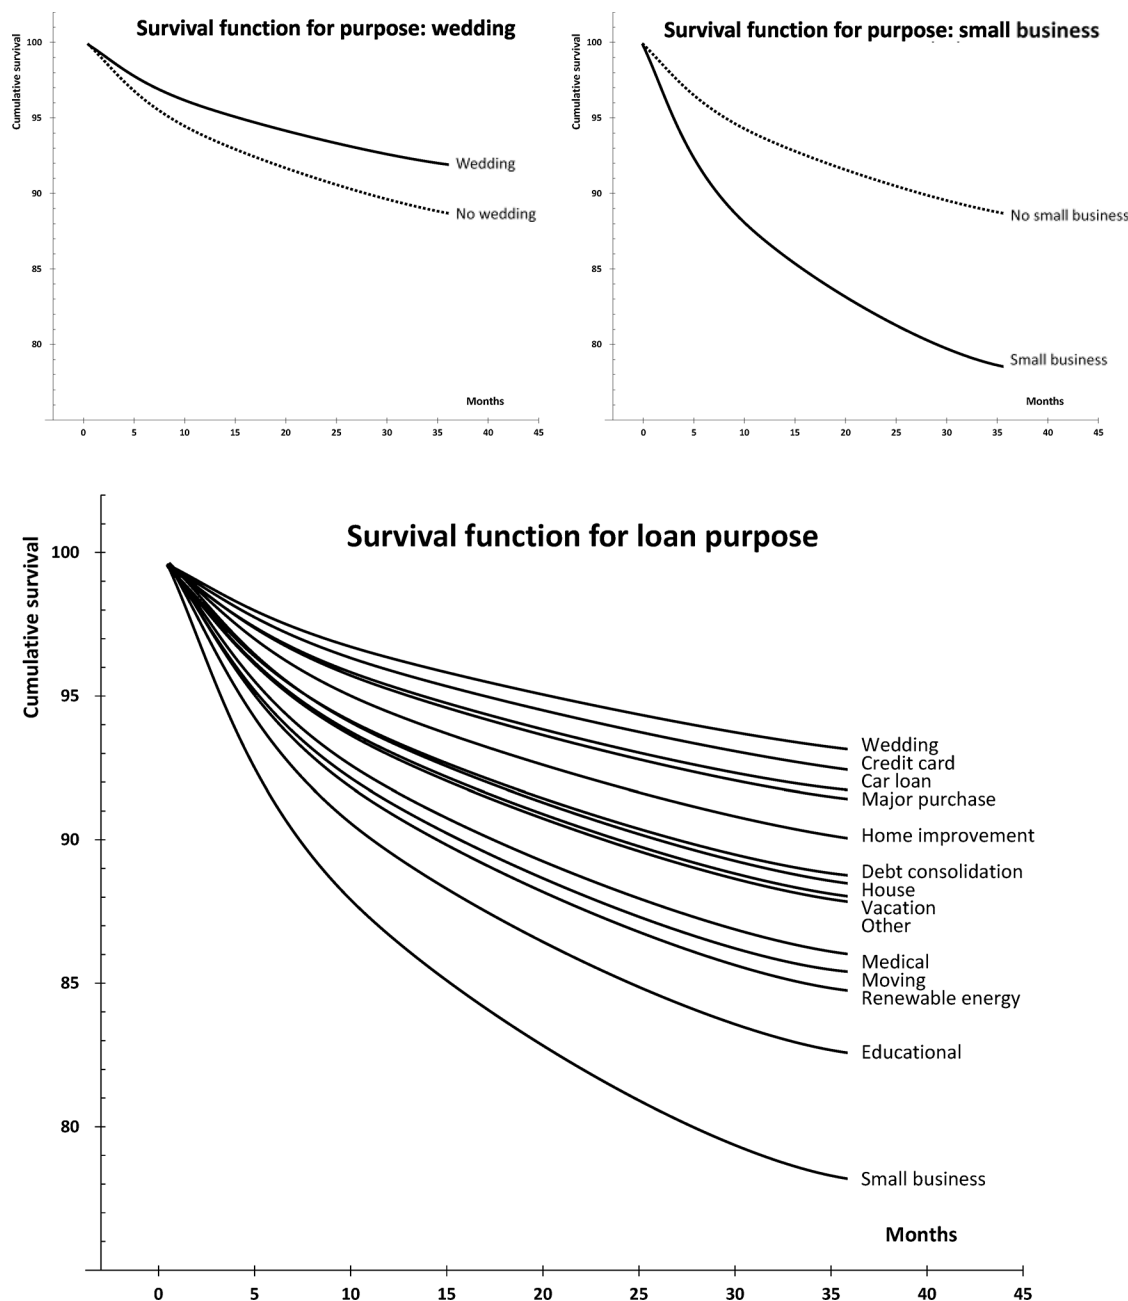 Survival function for purpose: wedding
Cumulative survival
100
95
90
85
80
Wedding
No wedding
Months
0 5 10 15 20 25 30 35 40 45
Survival function for purpose: small business
Cumulative survival
100
95
90
85
80
No small business
Small business
Months
0 5 10 15 20 25 30 35 40 45
Survival function for loan purpose
Cumulative survival
100
95
90
85
80
Wedding
Credit card
Car loan
Major purchase
Home improvement
Debt consolidation
House
Vacation
Other
Medical
Moving
Renewable energy
Educational
Small business
Months
0 5 10 15 20 25 30 35 40 45